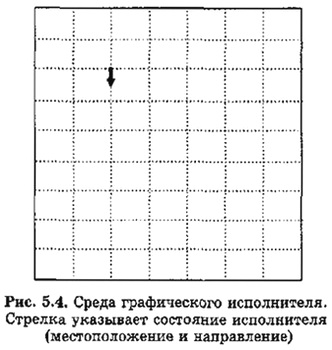 Рис. 5.4. Среда графического исполнителя.
Стрелка указывает состояние исполнителя
(местоположение и направление)